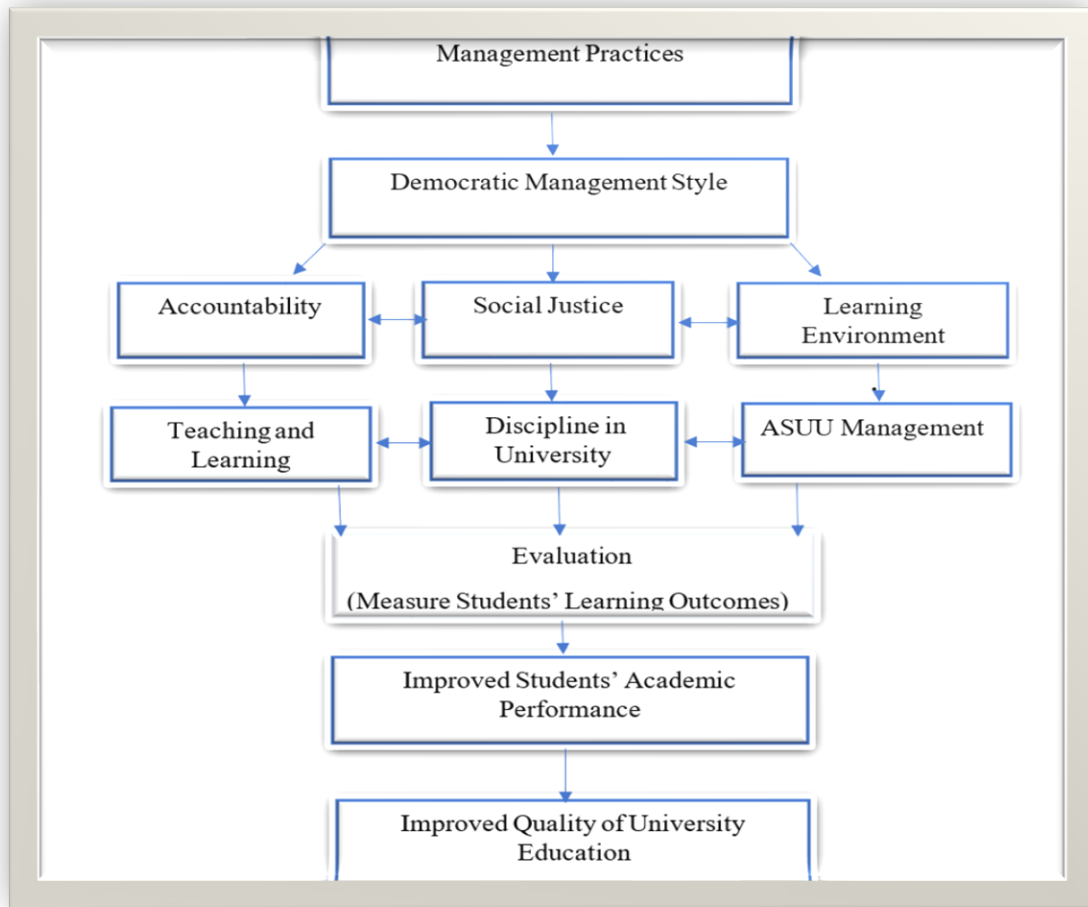 Management Practices
Democratic Management Style
Accountability
Social Justice
Learning
Environment
Teaching and
Learning
Discipline in
University
ASUU Management
Evaluation
(Measure Students’ Learning Outcomes)
Improved Students’ Academic
Performance
Improved Quality of University
Education